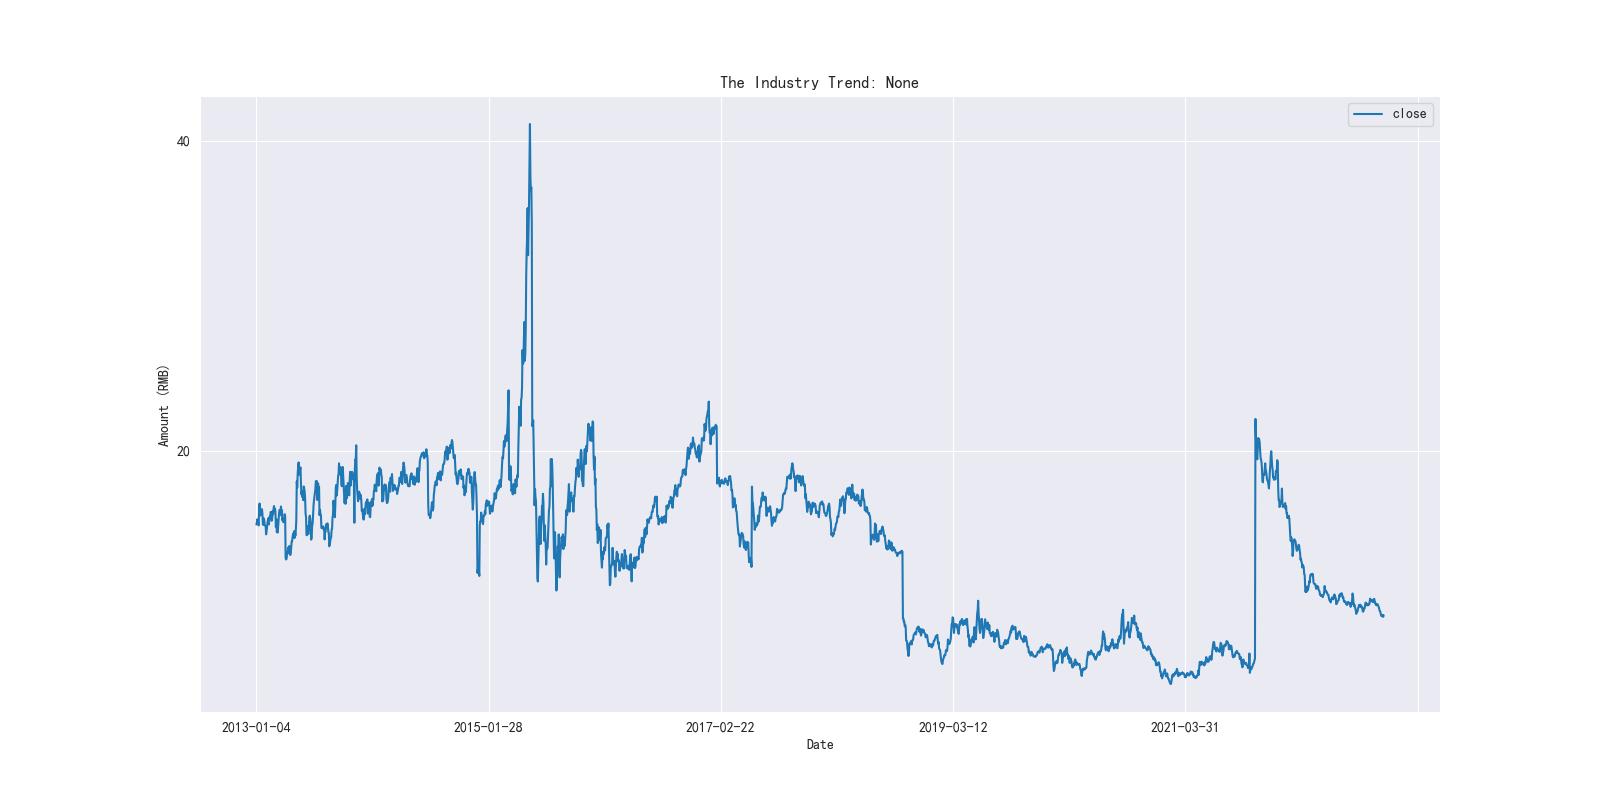 The Industry Trend: None
close
40
20
Amount (RMB)
2013-01-04
2015-01-28
2017-02-22
2019-03-12
2021-03-31
Date